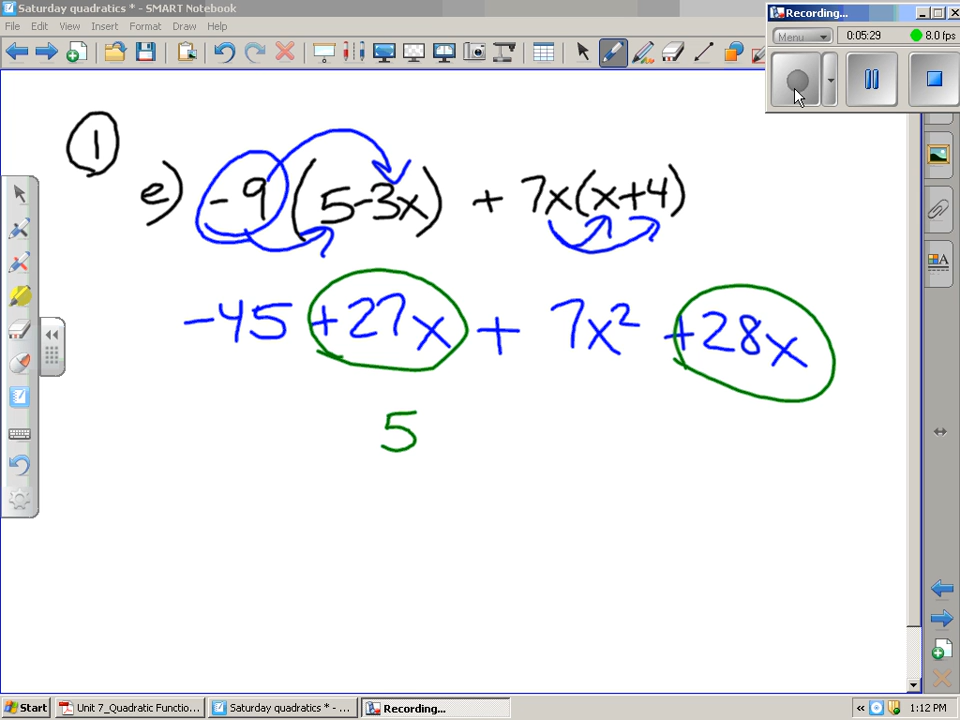 Saturday quadratics * - SMART Notebook
File Edit View Insert Format Draw Help
Recording...
Menu 0:05:29 8.0 fps
1
e) -9 (5-3x) + 7x(x+4)
-45 +27x + 7x² +28x
5
Start Unit 7_Quadratic Functio... Saturday quadratics * - ... Recording... 1:12 PM